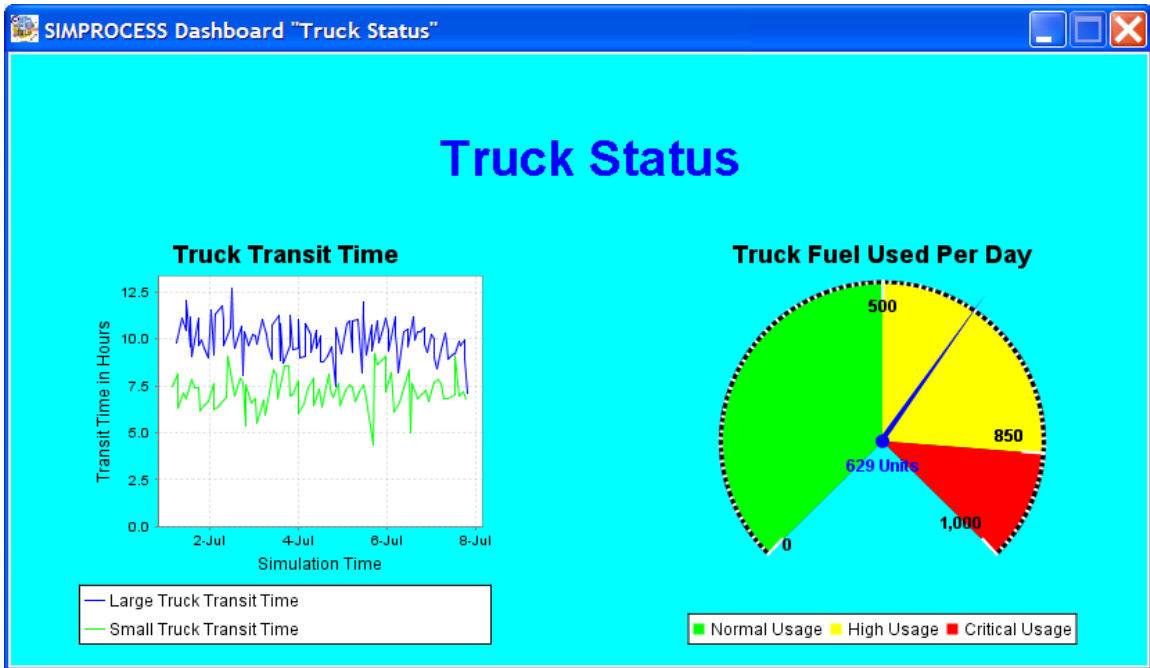 SIMPROCESS Dashboard "Truck Status"
Truck Status
Truck Transit Time
Transit Time in Hours
12.5
10.0
7.5
5.0
2.5
0.0
2-Jul 4-Jul 6-Jul 8-Jul
Simulation Time
Large Truck Transit Time
Small Truck Transit Time
Truck Fuel Used Per Day
500
850
629 Units
1,000
0
Normal Usage High Usage Critical Usage